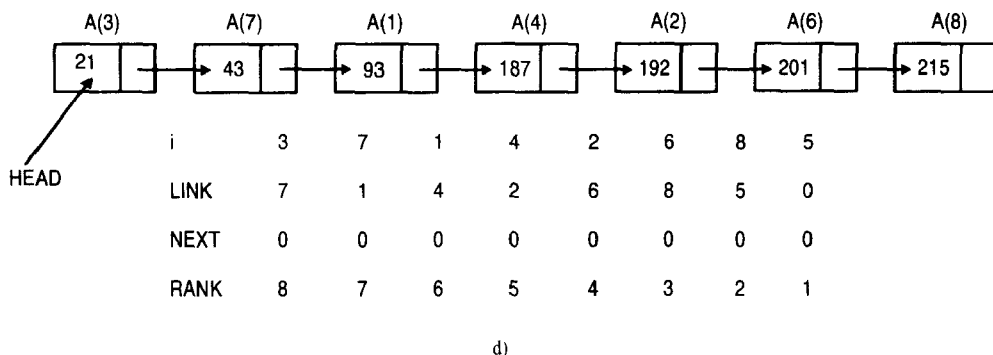 A(3) A(7) A(1) A(4) A(2) A(6) A(8)
21 43 93 187 192 201 215
i 3 7 1 4 2 6 8 5
HEAD
LINK 7 1 4 2 6 8 5 0
NEXT 0 0 0 0 0 0 0 0
RANK 8 7 6 5 4 3 2 1
d)